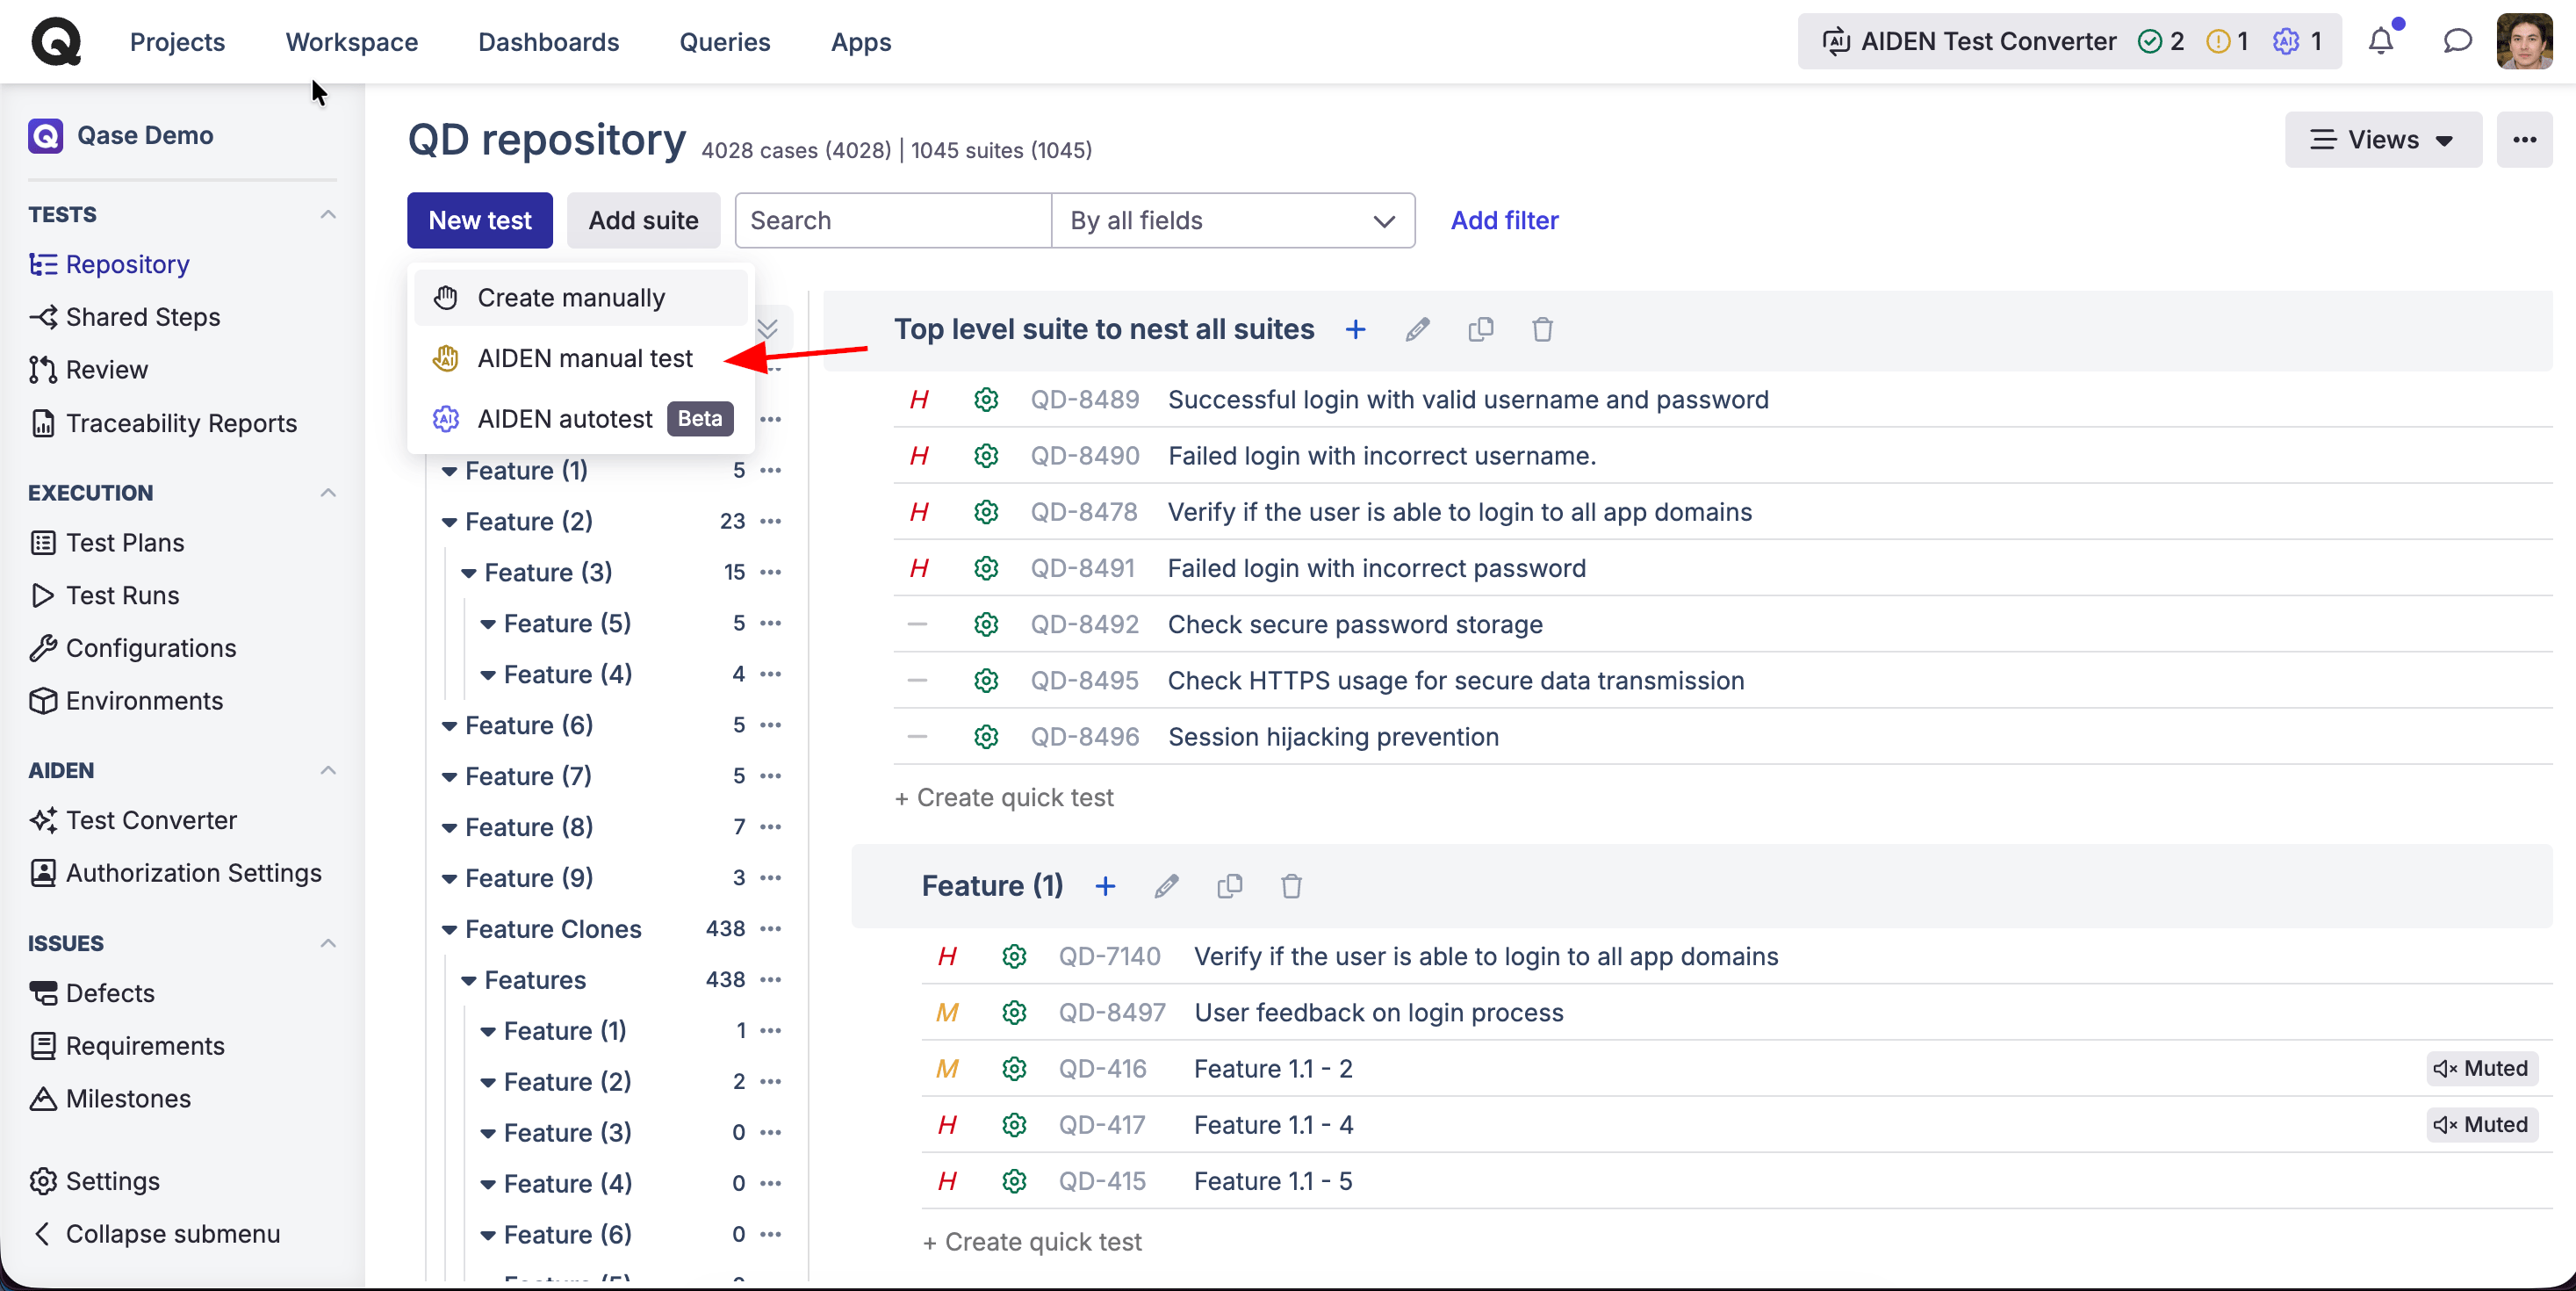 Projects
Workspace
Dashboards
Queries
Apps
AIDEN Test Converter 2 1 1
Qase Demo
TESTS
Repository
Shared Steps
Review
Traceability Reports
EXECUTION
Test Plans
Test Runs
Configurations
Environments
AIDEN
Test Converter
Authorization Settings
ISSUES
Defects
Requirements
Milestones
Settings
Collapse submenu
QD repository 4028 cases (4028) | 1045 suites (1045)
Views
New test
Add suite
Search
By all fields
Add filter
Create manually
AIDEN manual test
AIDEN autotest Beta
Feature (1) 5
Feature (2) 23
Feature (3) 15
Feature (5) 5
Feature (4) 4
Feature (6) 5
Feature (7) 5
Feature (8) 7
Feature (9) 3
Feature Clones 438
Features 438
Feature (1) 1
Feature (2) 2
Feature (3) 0
Feature (4) 0
Feature (6) 0
Top level suite to nest all suites
H QD-8489 Successful login with valid username and password
H QD-8490 Failed login with incorrect username.
H QD-8478 Verify if the user is able to login to all app domains
H QD-8491 Failed login with incorrect password
QD-8492 Check secure password storage
QD-8495 Check HTTPS usage for secure data transmission
QD-8496 Session hijacking prevention
+ Create quick test
Feature (1)
H QD-7140 Verify if the user is able to login to all app domains
M QD-8497 User feedback on login process
M QD-416 Feature 1.1 - 2 Muted
H QD-417 Feature 1.1 - 4 Muted
H QD-415 Feature 1.1 - 5
+ Create quick test